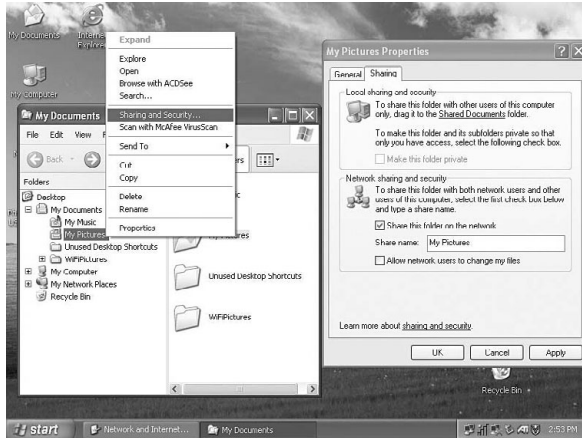 My Documents
Internet
Explorer
My Computer
Expand
Explore
Open
Browse with ACDSee
Search...
Sharing and Security...
Scan with McAfee VirusScan
Send To
Cut
Copy
Delete
Rename
Properties
My Documents
File Edit View
Back
Folders
Desktop
My Documents
My Music
My Pictures
Unused Desktop Shortcuts
WiFiPictures
My Computer
My Network Places
Recycle Bin
Unused Desktop Shortcuts
WiFiPictures
My Pictures Properties
General Sharing
Local sharing and security
To share this folder with other users of this computer
only, drag it to the Shared Documents folder.
To make this folder and its subfolders private so that
only you have access, select the following check box.
Make this folder private
Network sharing and security
To share this folder with both network users and other
users of this computer, select the first check box below
and type a share name.
Share this folder on the network
Share name: My Pictures
Allow network users to change my files
Learn more about sharing and security.
OK Cancel Apply
Recycle Bin
start Network and Internet... My Documents 2:53 PM